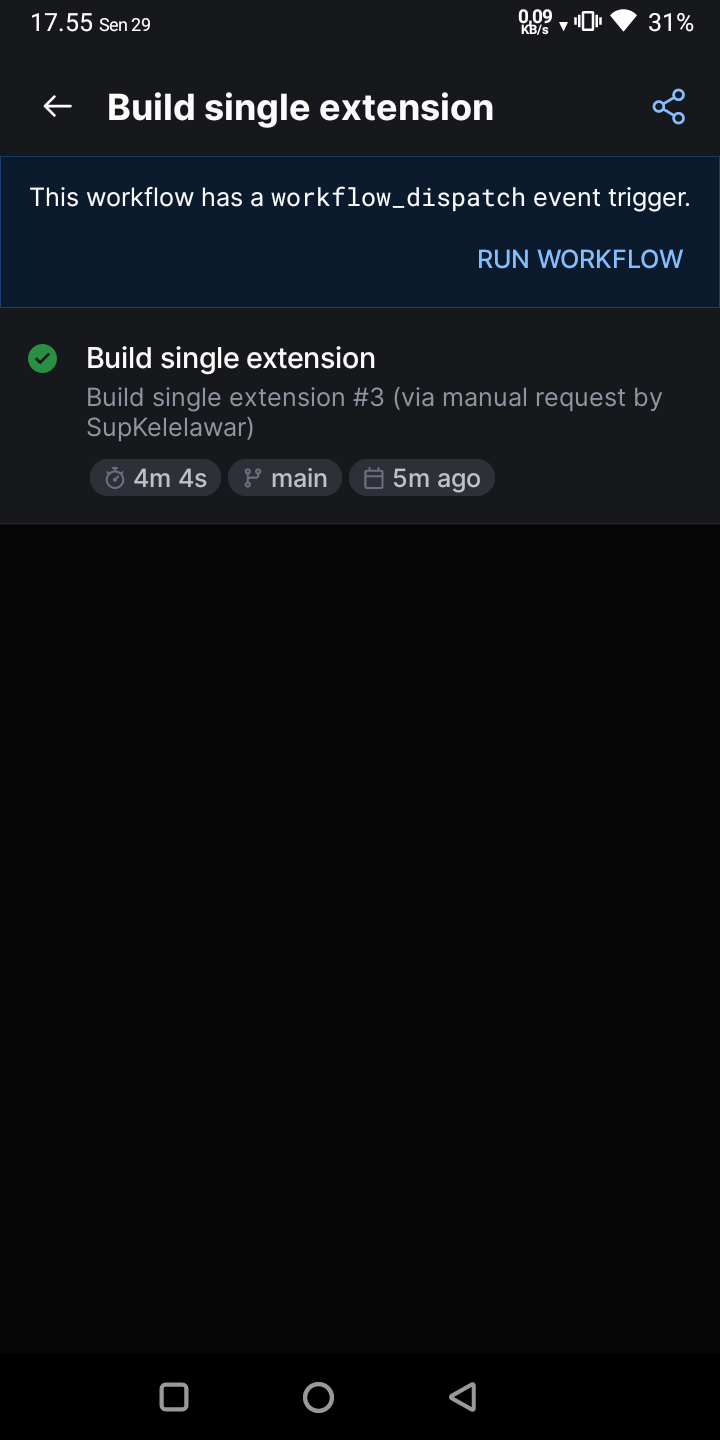 17.55 Sen 29
0.09
KB/s
31%
Build single extension
This workflow has a workflow_dispatch event trigger.
RUN WORKFLOW
Build single extension
Build single extension #3 (via manual request by
SupKelelawar)
4m 4s main 5m ago